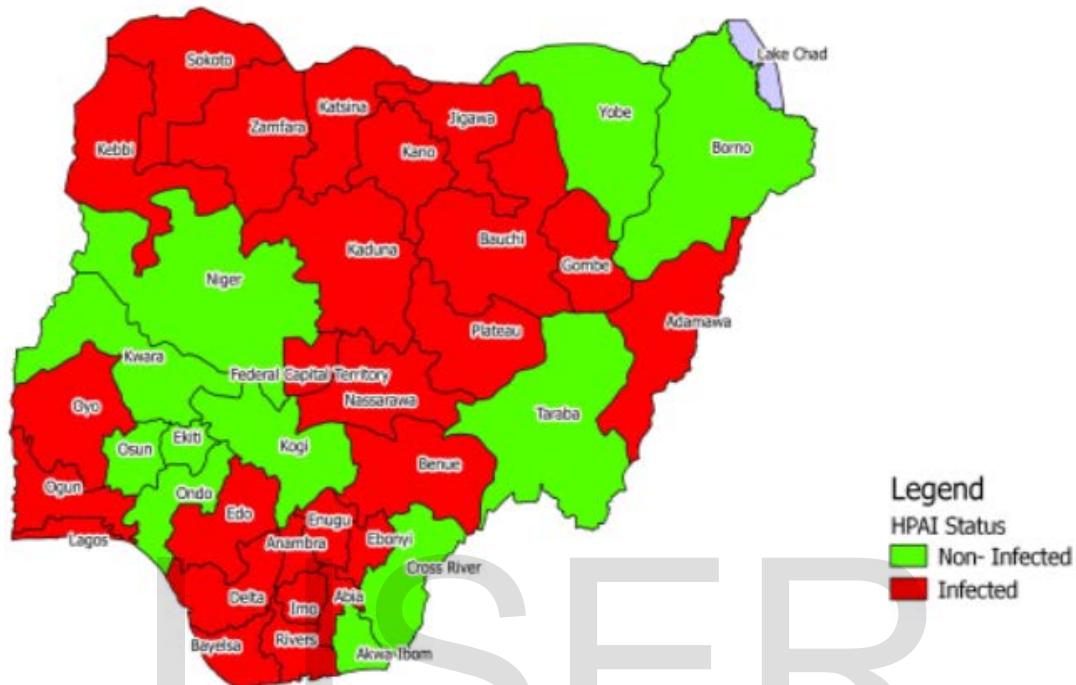 Sokoto
Lake Chad
Katsina
Yobe
Jigawa
Zamfara
Kano
Kebbi
Borno
Bauchi
Kaduna
Gombe
Niger
Adamawa
Plateau
Kwara
Federal Capital Territory
Nassarawa
Oyo
Taraba
Ekiti
Osun
Kogi
Benue
Ogun
Ondo
Edo
Enugu
Lagos
Anambra
Ebonyi
Cross River
Delta
Imo
Abia
Bayelsa
Rivers
Akwa Ibom
Legend
HPAI Status
Non- Infected
Infected
IJSER